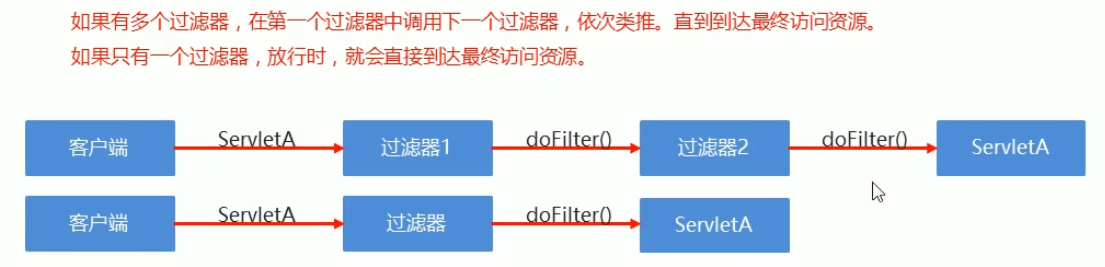 如果有多个过滤器，在第一个过滤器中调用下一个过滤器，依次类推。直到到达最终访问资源。
如果只有一个过滤器，放行时，就会直接到达最终访问资源。
客户端 ServletA 过滤器1 doFilter() 过滤器2 doFilter() ServletA
客户端 ServletA 过滤器 doFilter() ServletA